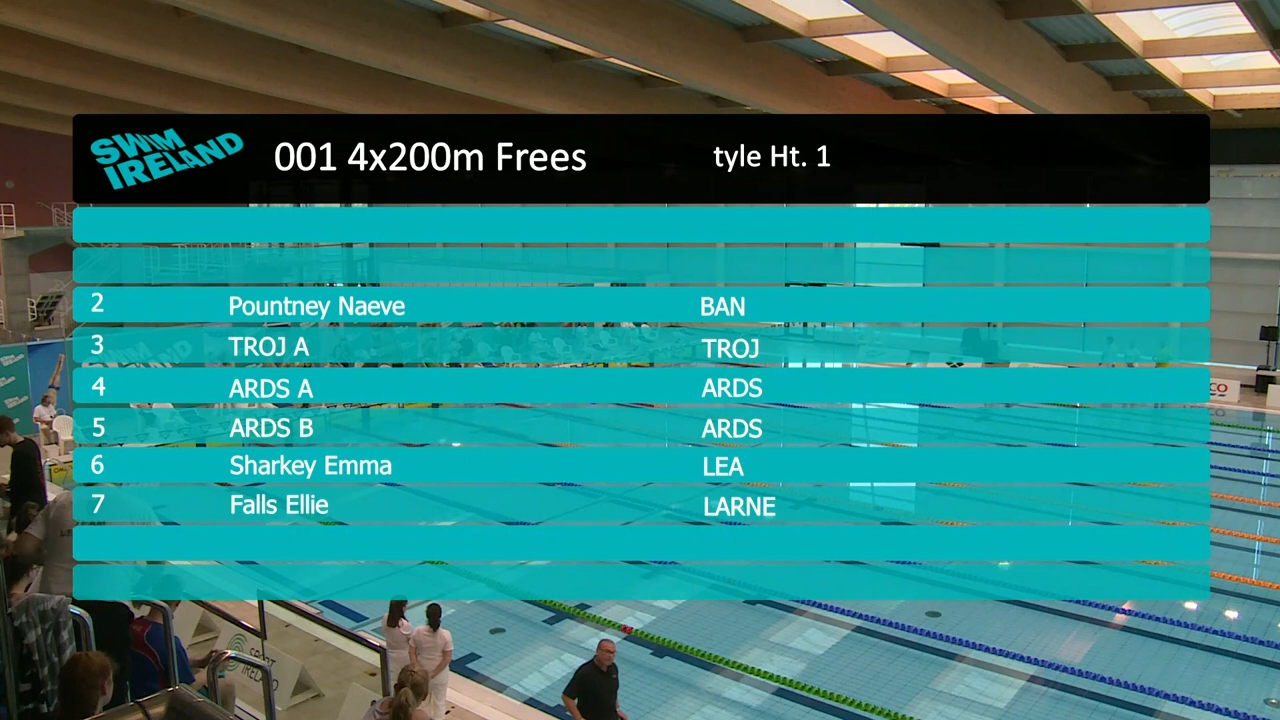 SWIM IRELAND 001 4x200m Frees tyle Ht. 1
2 Pountney Naeve BAN
3 TROJ A TROJ
4 ARDS A ARDS
5 ARDS B ARDS
6 Sharkey Emma LEA
7 Falls Ellie LARNE